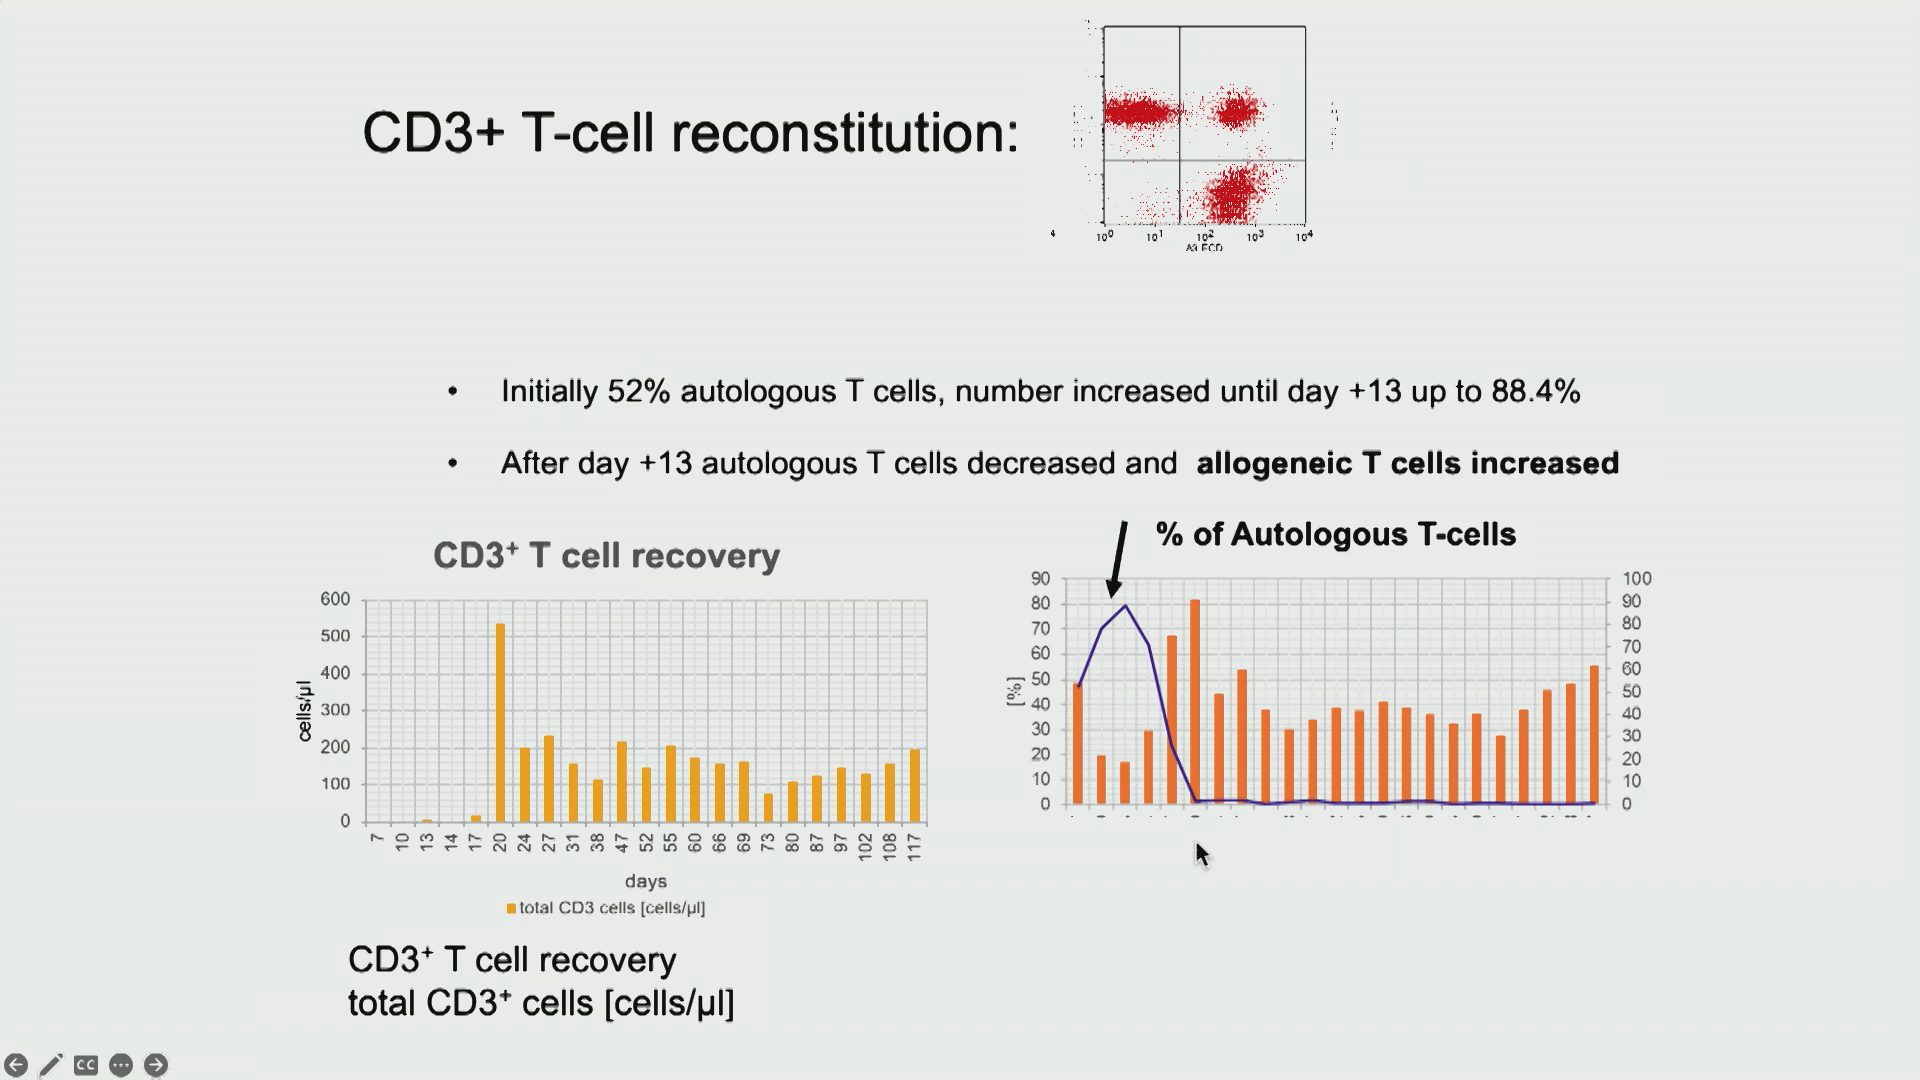 CD3+ T-cell reconstitution:
4
10⁰ 10¹ 10² 10³ 10⁴
• Initially 52% autologous T cells, number increased until day +13 up to 88.4%
• After day +13 autologous T cells decreased and allogeneic T cells increased
CD3⁺ T cell recovery
600
500
400
300
200
100
0
cells/µl
7 10 13 14 17 20 24 27 31 38 47 52 55 60 66 69 73 80 87 97 102 108 117
days
total CD3 cells [cells/µl]
% of Autologous T-cells
90
80
70
60
50
40
30
20
10
0
[%]
100
90
80
70
60
50
40
30
20
10
0
CD3⁺ T cell recovery
total CD3⁺ cells [cells/µl]
CC